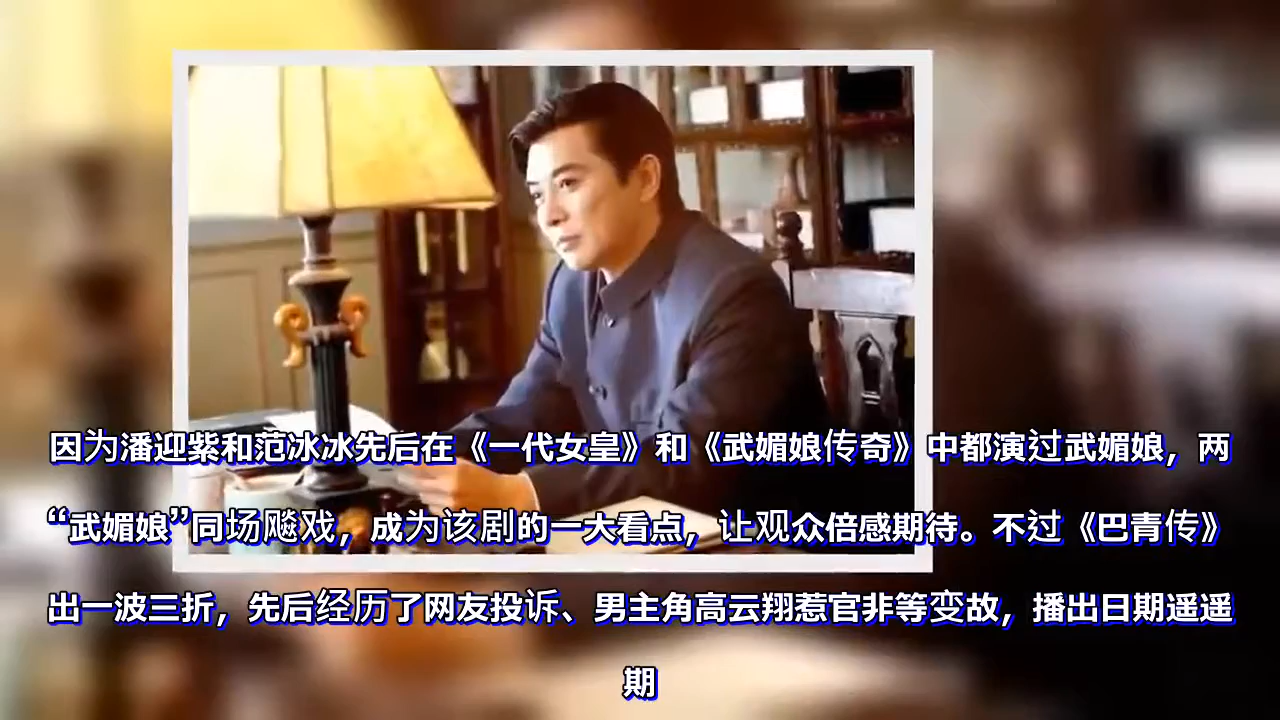 因为潘迎紫和范冰冰先后在《一代女皇》和《武媚娘传奇》中都演过武媚娘，两
“武媚娘”同场飚戏，成为该剧的一大看点，让观众倍感期待。不过《巴青传》
出一波三折，先后经历了网友投诉、男主角高云翔惹官非等变故，播出日期遥遥
期